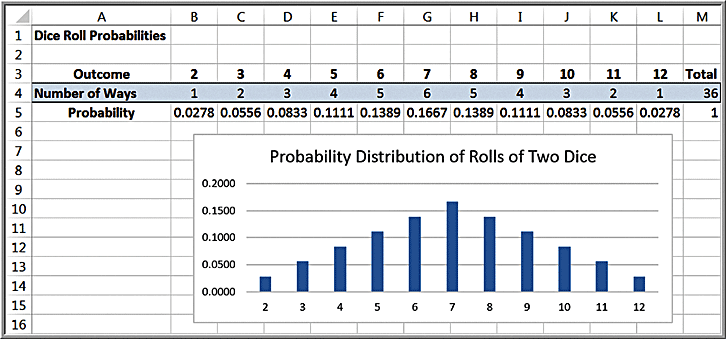 A B C D E F G H I J K L M
1 Dice Roll Probabilities
2
3 Outcome 2 3 4 5 6 7 8 9 10 11 12 Total
4 Number of Ways 1 2 3 4 5 6 5 4 3 2 1 36
5 Probability 0.0278 0.0556 0.0833 0.1111 0.1389 0.1667 0.1389 0.1111 0.0833 0.0556 0.0278 1
6
7 Probability Distribution of Rolls of Two Dice
8
9 0.2000
10 0.1500
11
12 0.1000
13 0.0500
14 0.0000
15 2 3 4 5 6 7 8 9 10 11 12
16